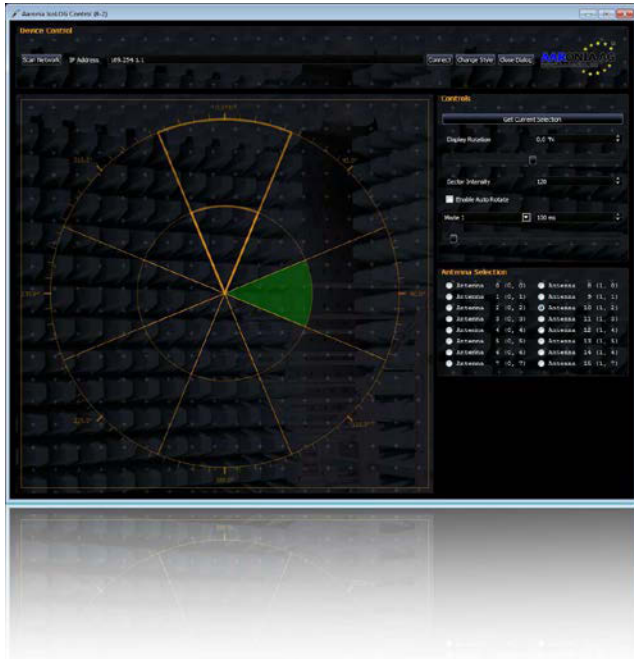 Aaronia IsoLOG Control (R-2)
Device Control
Scan Network IP Address 169.254.1.1 Connect Change Style Close Dialog AARONIA AG
Controls
Get Current Selection
Display Rotation 0.0 °N
Sector Intensity 120
Enable Auto Rotate
Mode 1 100 ms
Antenna Selection
Antenna 0 (0, 0) Antenna 8 (1, 0)
Antenna 1 (0, 1) Antenna 9 (1, 1)
Antenna 2 (0, 2) Antenna 10 (1, 2)
Antenna 3 (0, 3) Antenna 11 (1, 3)
Antenna 4 (0, 4) Antenna 12 (1, 4)
Antenna 5 (0, 5) Antenna 13 (1, 5)
Antenna 6 (0, 6) Antenna 14 (1, 6)
Antenna 7 (0, 7) Antenna 15 (1, 7)